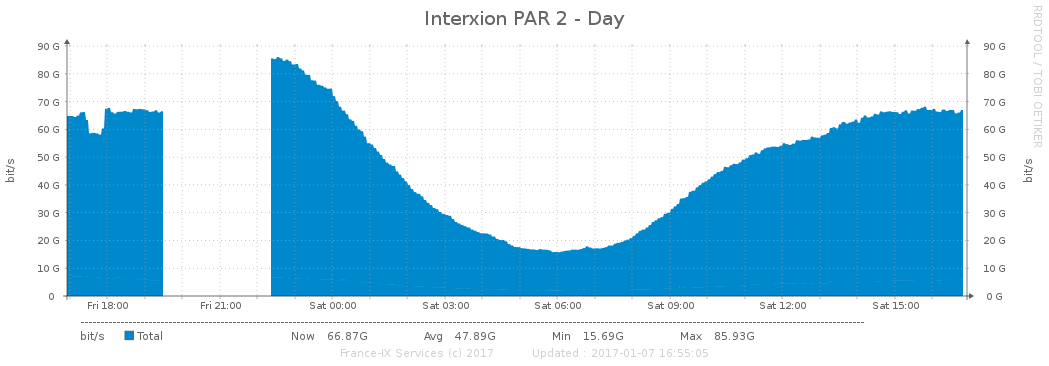 Interxion PAR 2 - Day
RRDTOOL / TOBI OETIKER
90 G 90 G
80 G 80 G
70 G 70 G
60 G 60 G
50 G 50 G
40 G 40 G
30 G 30 G
20 G 20 G
10 G 10 G
0 0 G
bit/s bit/s
Fri 18:00 Fri 21:00 Sat 00:00 Sat 03:00 Sat 06:00 Sat 09:00 Sat 12:00 Sat 15:00
bit/s Total Now 66.87G Avg 47.89G Min 15.69G Max 85.93G
France-IX Services (c) 2017 Updated : 2017-01-07 16:55:05